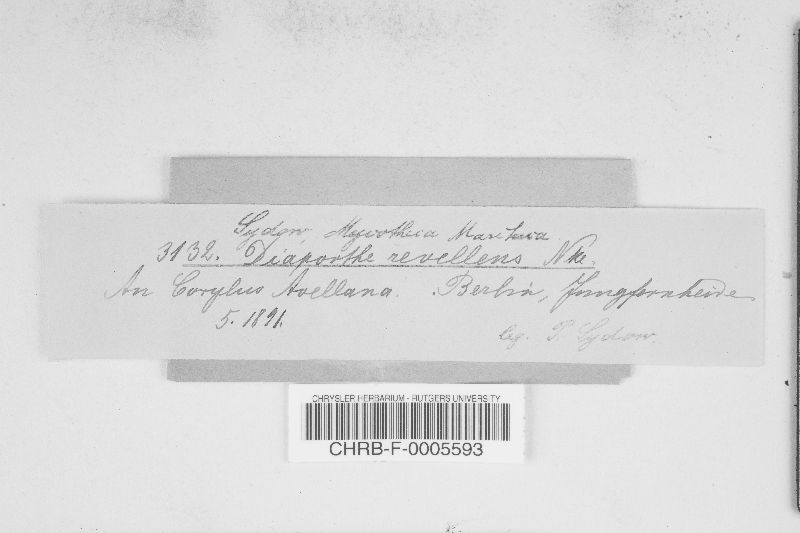 Sydow, Mycotheca Marchica.
3132. Diaporthe revellens Nke.
An Corylus Avellana. Berlin, Jungfernheide
5. 1891.
leg. P. Sydow.
CHRYSLER HERBARIUM - RUTGERS UNIVERSITY
CHRB-F-0005593